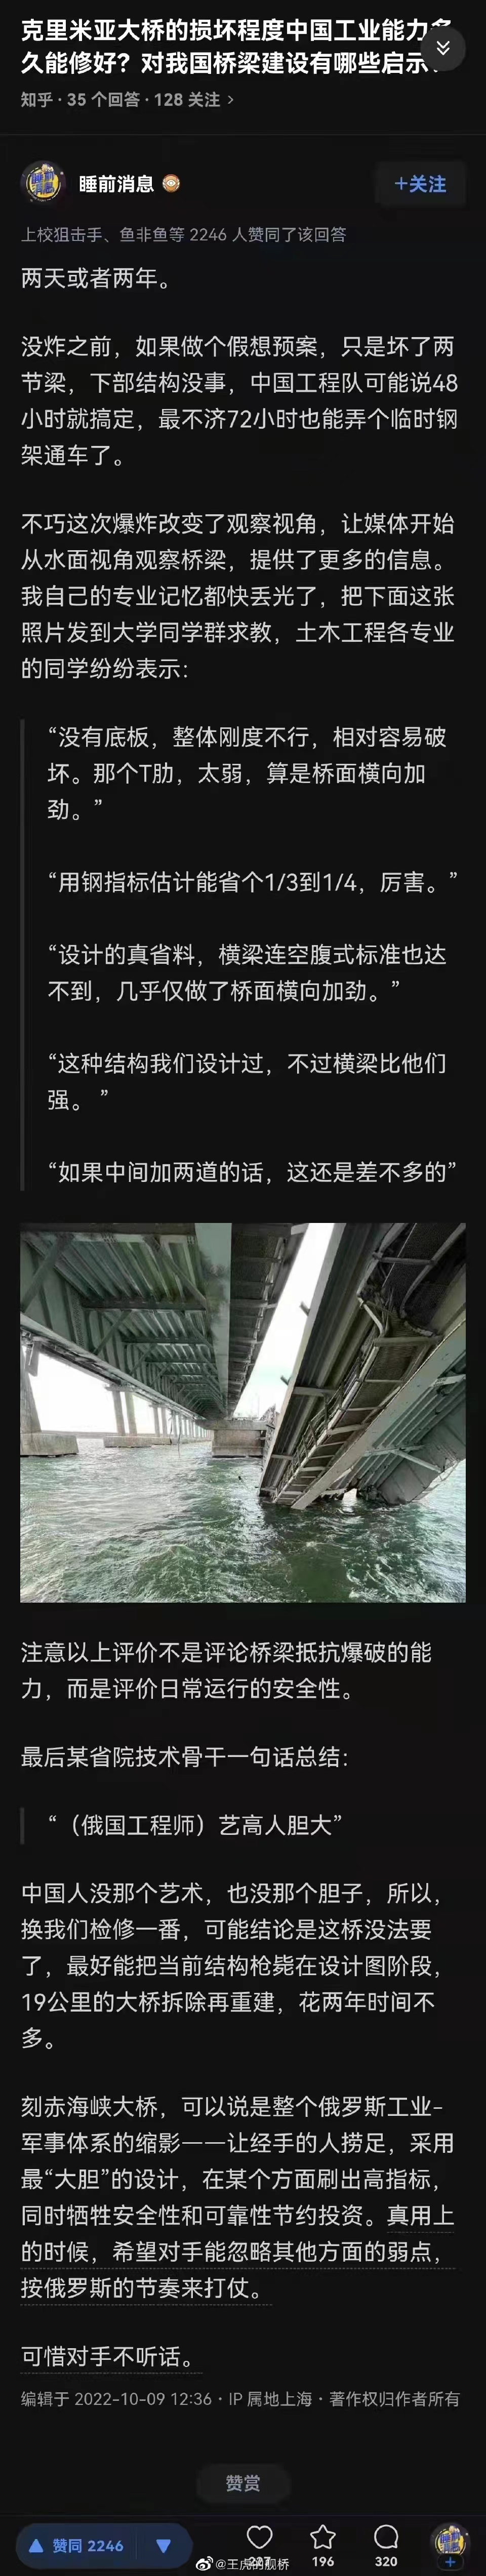 克里米亚大桥的损坏程度中国工业能力多
久能修好？对我国桥梁建设有哪些启示
知乎 · 35 个回答 · 128 关注 >
睡前消息
+关注
上校狙击手、鱼非鱼等 2246 人赞同了该回答
两天或者两年。
没炸之前，如果做个假想预案，只是坏了两
节梁，下部结构没事，中国工程队可能说48
小时就搞定，最不济72小时也能弄个临时钢
架通车了。
不巧这次爆炸改变了观察视角，让媒体开始
从水面视角观察桥梁，提供了更多的信息。
我自己的专业记忆都快丢光了，把下面这张
照片发到大学同学群求教，土木工程各专业
的同学纷纷表示：
“没有底板，整体刚度不行，相对容易破
坏。那个T肋，太弱，算是桥面横向加
劲。”
“用钢指标估计能省个1/3到1/4，厉害。”
“设计的真省料，横梁连空腹式标准也达
不到，几乎仅做了桥面横向加劲。”
“这种结构我们设计过，不过横梁比他们
强。 ”
“如果中间加两道的话，这还是差不多的”
注意以上评价不是评论桥梁抵抗爆破的能
力，而是评价日常运行的安全性。
最后某省院技术骨干一句话总结：
“（俄国工程师）艺高人胆大”
中国人没那个艺术，也没那个胆子，所以，
换我们检修一番，可能结论是这桥没法要
了，最好能把当前结构枪毙在设计图阶段，
19公里的大桥拆除再重建，花两年时间不
多。
刻赤海峡大桥，可以说是整个俄罗斯工业-
军事体系的缩影——让经手的人捞足，采用
最“大胆”的设计，在某个方面刷出高指标，
同时牺牲安全性和可靠性节约投资。真用上
的时候，希望对手能忽略其他方面的弱点，
按俄罗斯的节奏来打仗。
可惜对手不听话。
编辑于 2022-10-09 12:36 · IP 属地上海 · 著作权归作者所有
赞赏
赞同 2246
196
320
@王虎的舰桥